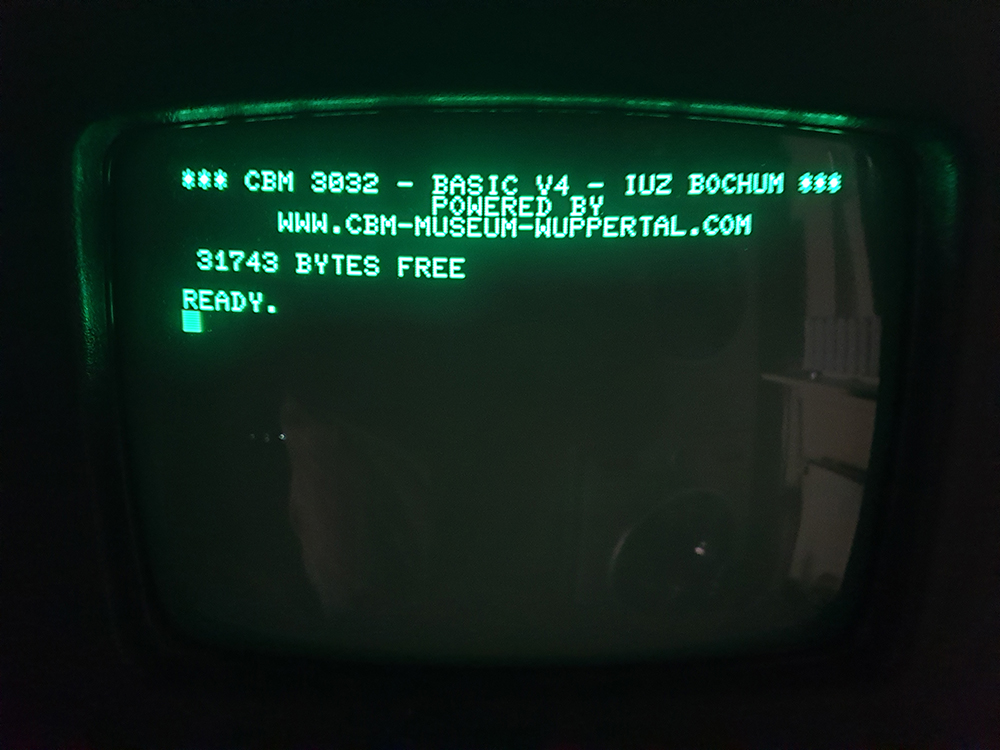 *** CBM 3032 - BASIC V4 - IUZ BOCHUM ***
POWERED BY
WWW.CBM-MUSEUM-WUPPERTAL.COM
31743 BYTES FREE
READY.